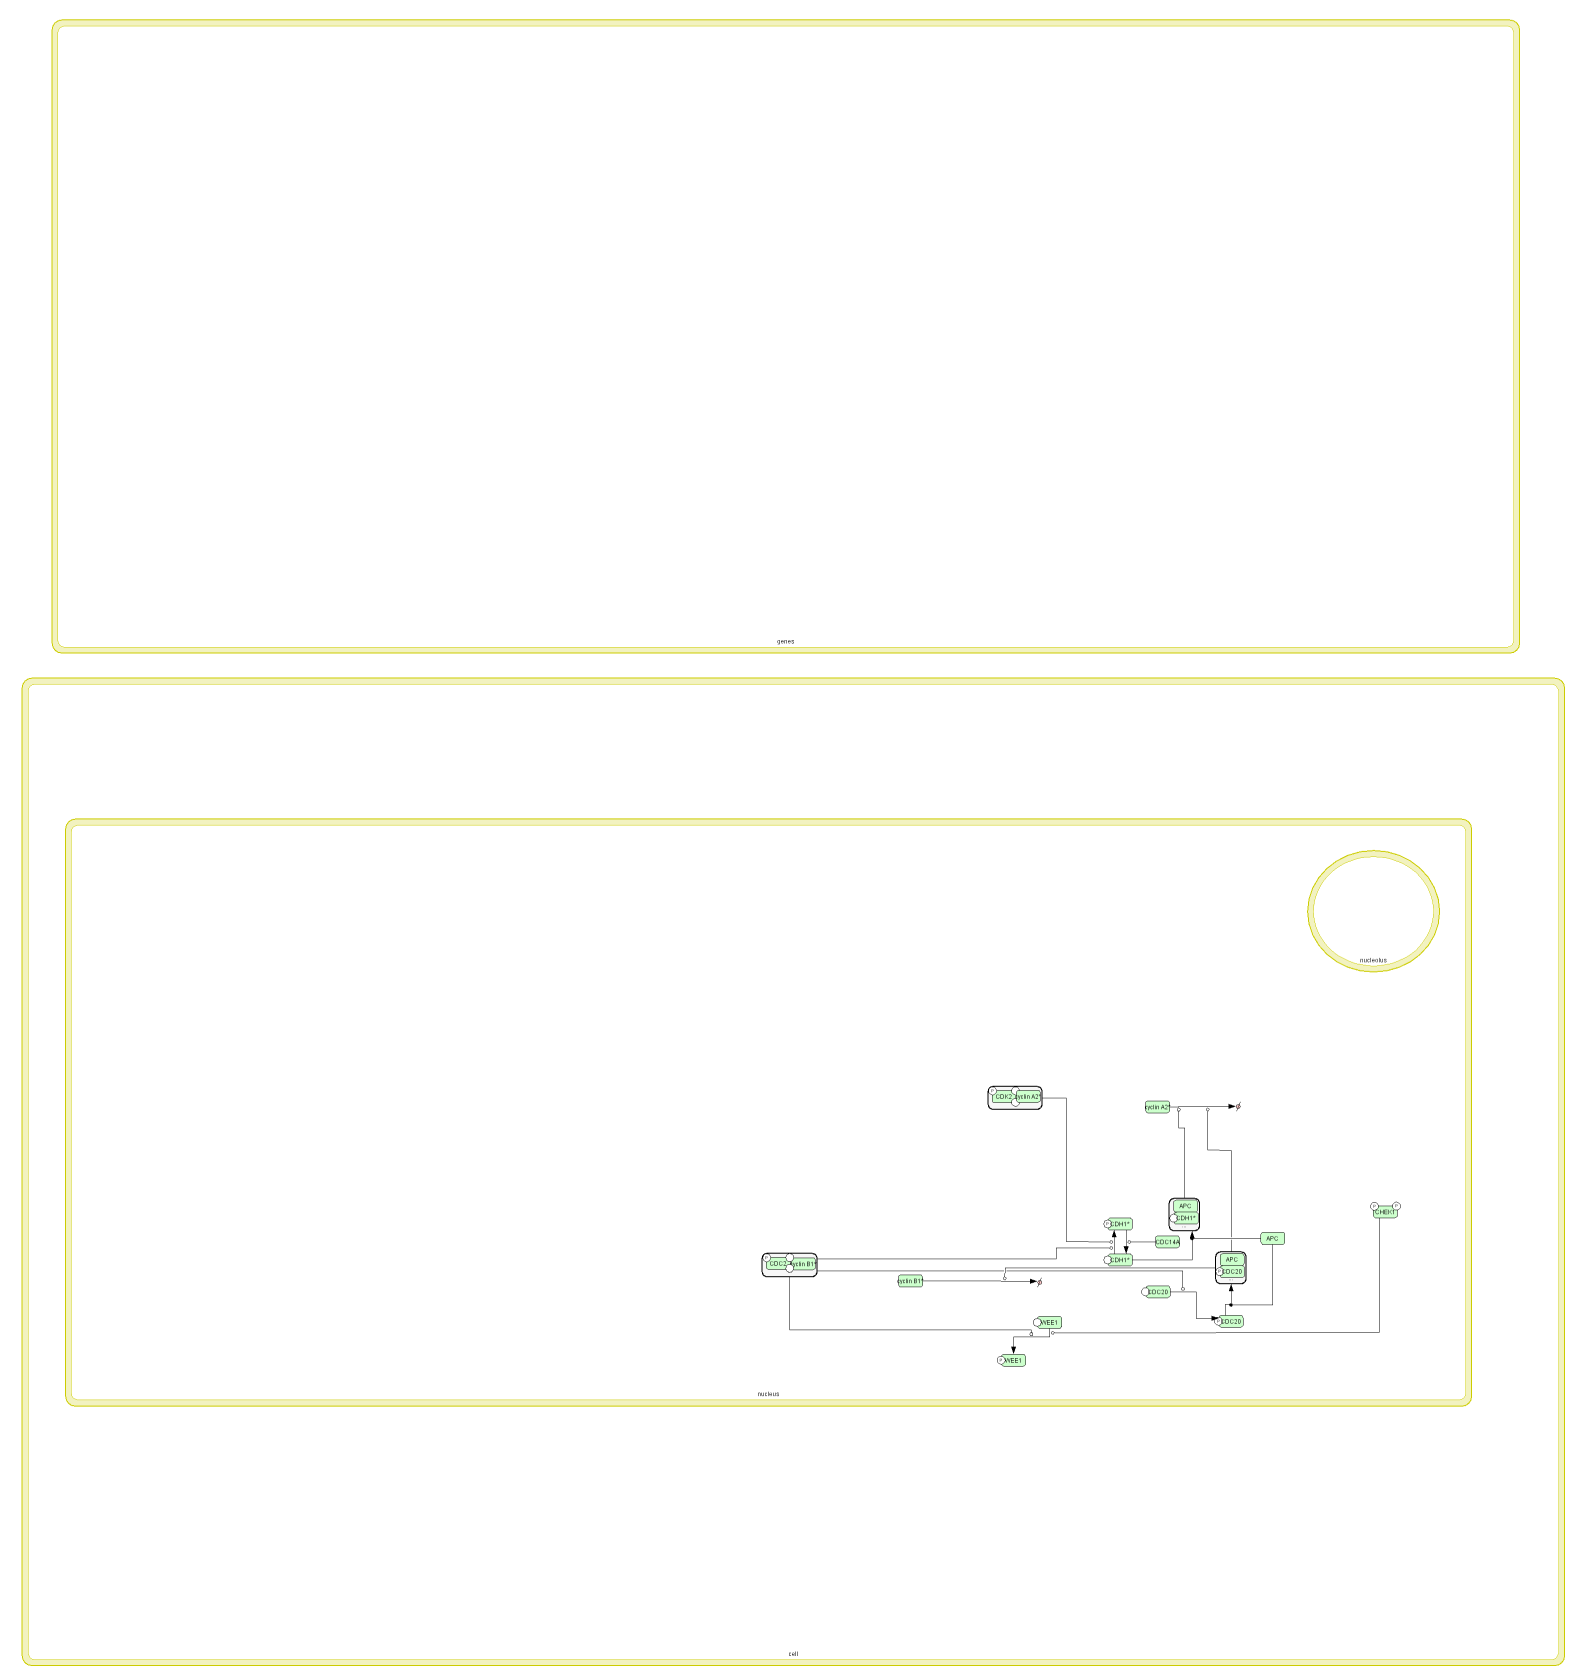 genes
nucleolus
P
CDK2
cyclin A2*
cyclin A2*
P
P
CHEK1
APC
CDH1*
P
CDH1*
CDC14A
APC
P
CDC2
cyclin B1*
CDH1*
APC
P
CDC20
cyclin B1*
CDC20
P
CDC20
WEE1
P
WEE1
nucleus
cell